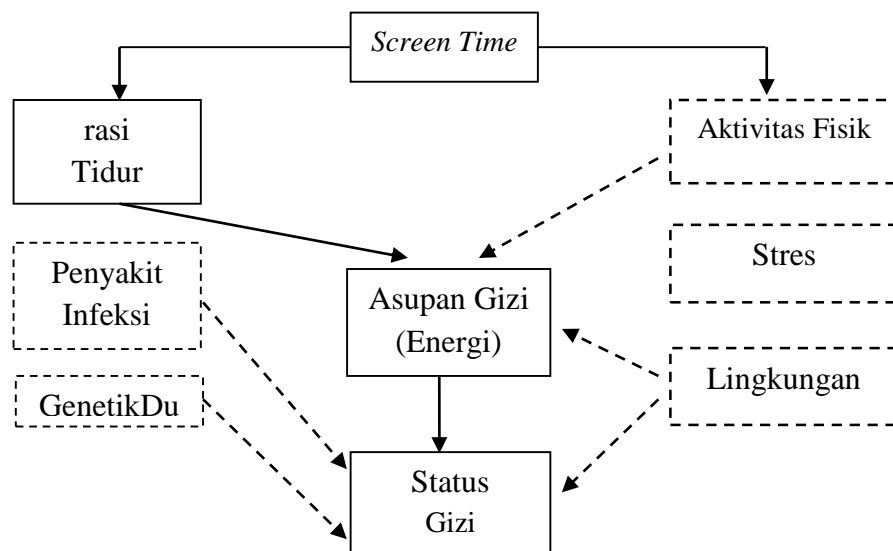 Screen Time
rasi
Tidur
Aktivitas Fisik
Penyakit
Infeksi
Stres
Asupan Gizi
(Energi)
Lingkungan
GenetikDu
Status
Gizi